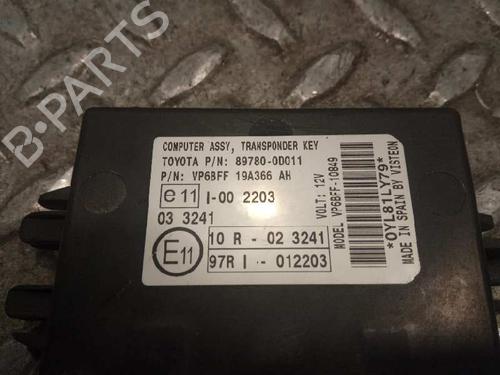 COMPUTER ASSY, TRANSPONDER KEY
TOYOTA P/N: 89780-0D011
P/N: VP6BFF 19A366 AH
e11 I-00 2203
03 3241
E11
10 R - 02 3241
97R I - 012203
VOLT: 12V
MODEL VP6BFF-10849
*OYL81LY79*
MADE IN SPAIN BY VISTEON
B-PARTS